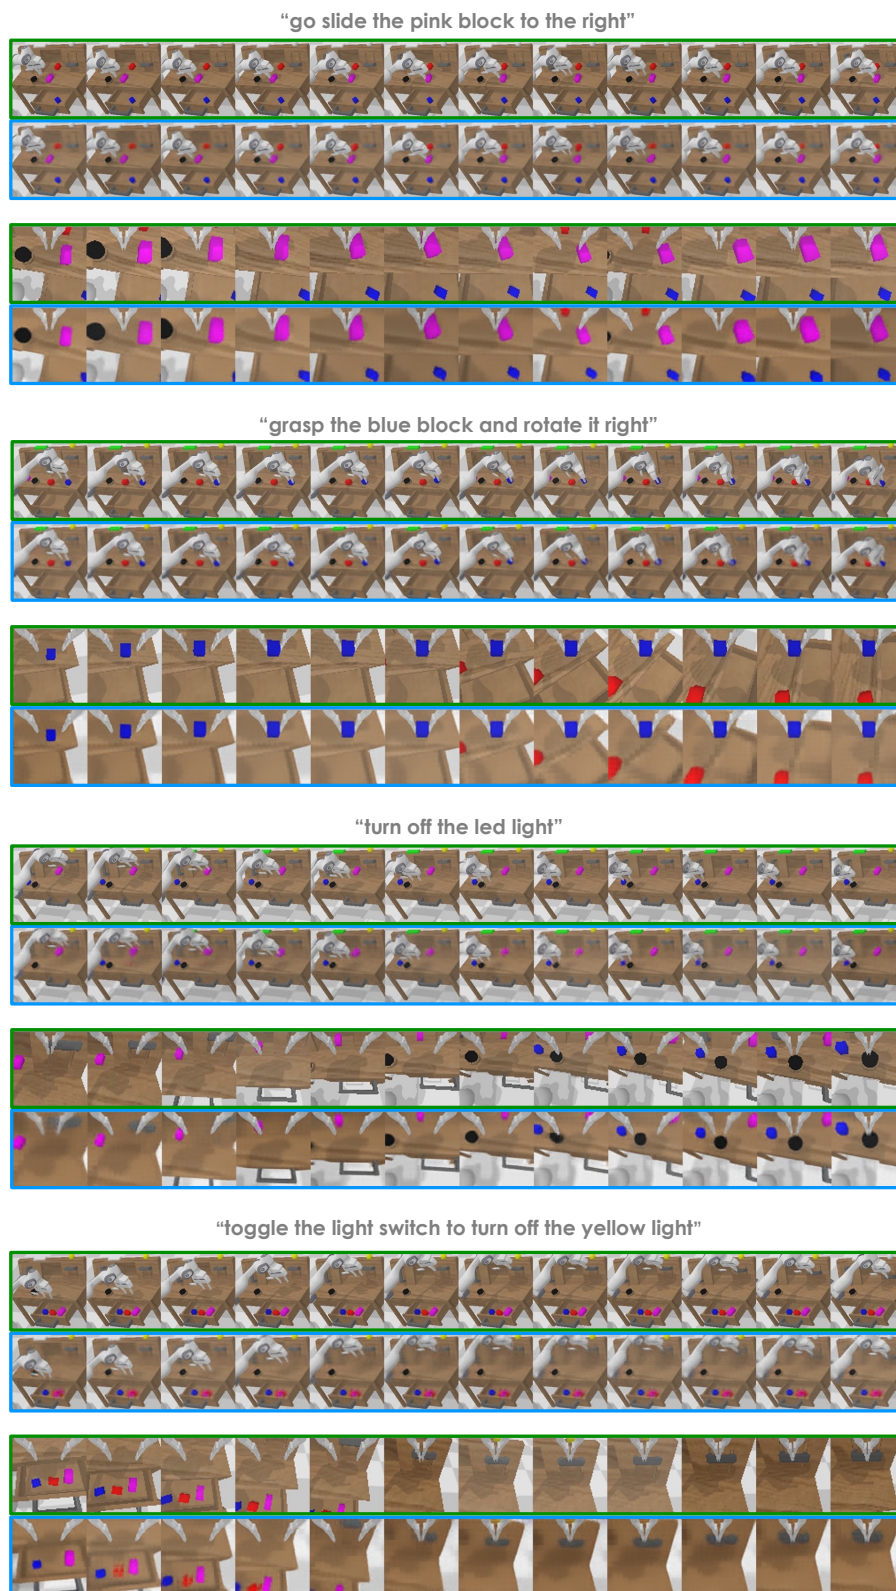 “go slide the pink block to the right”
“grasp the blue block and rotate it right”
“turn off the led light”
“toggle the light switch to turn off the yellow light”